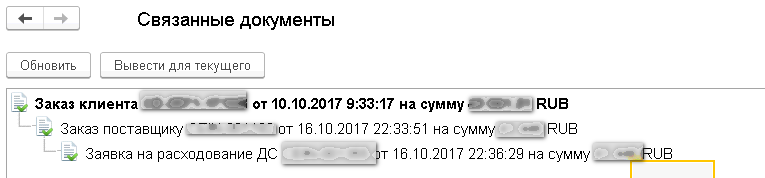 Связанные документы
Обновить Вывести для текущего
Заказ клиента от 10.10.2017 9:33:17 на сумму RUB
Заказ поставщику от 16.10.2017 22:33:51 на сумму RUB
Заявка на расходование ДС от 16.10.2017 22:36:29 на сумму RUB